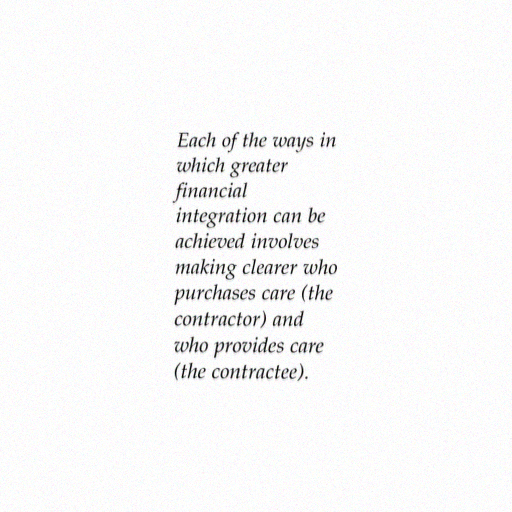 Each of the ways in
which greater
financial
integration can be
achieved involves
making clearer who
purchases care (the
contractor) and
who provides care
(the contractee).